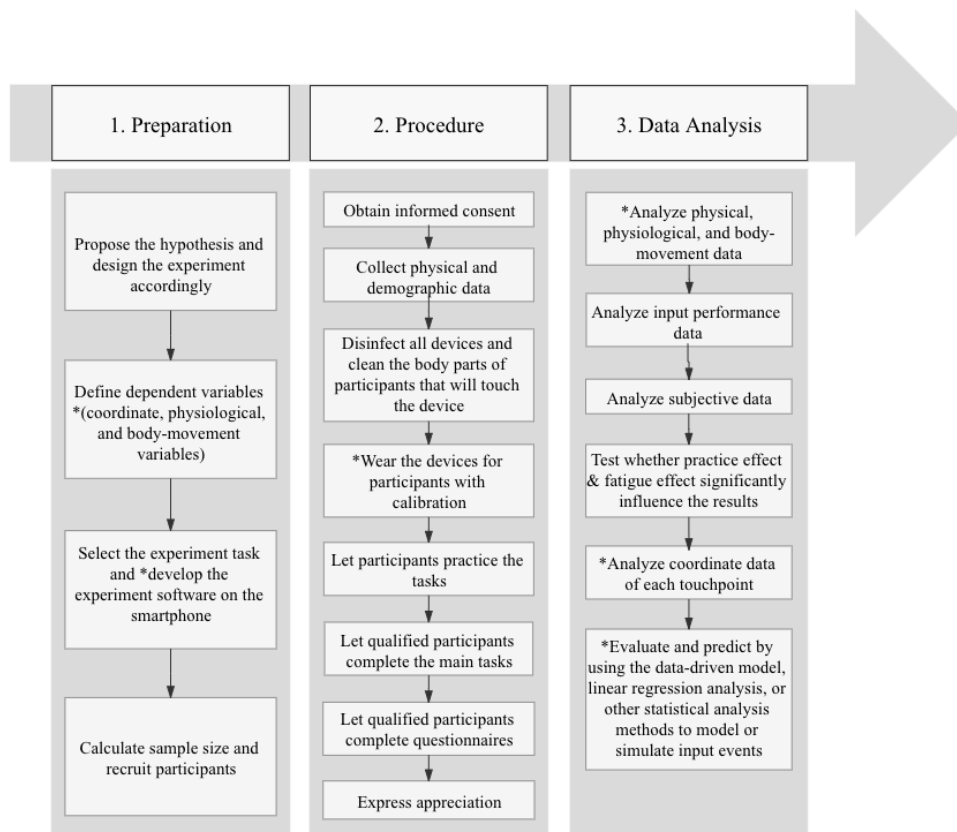 1. Preparation
Propose the hypothesis and
design the experiment
accordingly
Define dependent variables
*(coordinate, physiological,
and body-movement
variables)
Select the experiment task
and *develop the
experiment software on the
smartphone
Calculate sample size and
recruit participants
2. Procedure
Obtain informed consent
Collect physical and
demographic data
Disinfect all devices and
clean the body parts of
participants that will touch
the device
*Wear the devices for
participants with
calibration
Let participants practice the
tasks
Let qualified participants
complete the main tasks
Let qualified participants
complete questionnaires
Express appreciation
3. Data Analysis
*Analyze physical,
physiological, and body-
movement data
Analyze input performance
data
Analyze subjective data
Test whether practice effect
& fatigue effect significantly
influence the results
*Analyze coordinate data
of each touchpoint
*Evaluate and predict by
using the data-driven model,
linear regression analysis, or
other statistical analysis
methods to model or
simulate input events